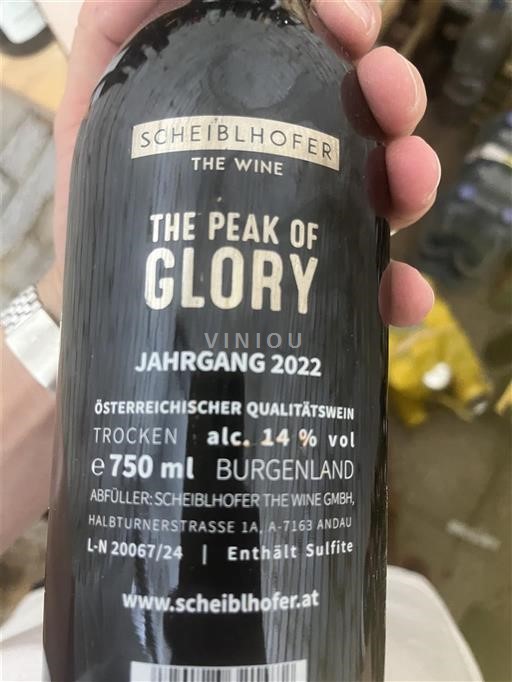 SCHEIBLHOFER
THE WINE
THE PEAK OF
GLORY
VINIOU
JAHRGANG 2022
ÖSTERREICHISCHER QUALITÄTSWEIN
TROCKEN alc. 14 % vol
e 750 ml BURGENLAND
ABFÜLLER: SCHEIBLHOFER THE WINE GMBH,
HALBTURNERSTRASSE 1A, A-7163 ANDAU
L-N 20067/24 | Enthält Sulfite
www.scheiblhofer.at